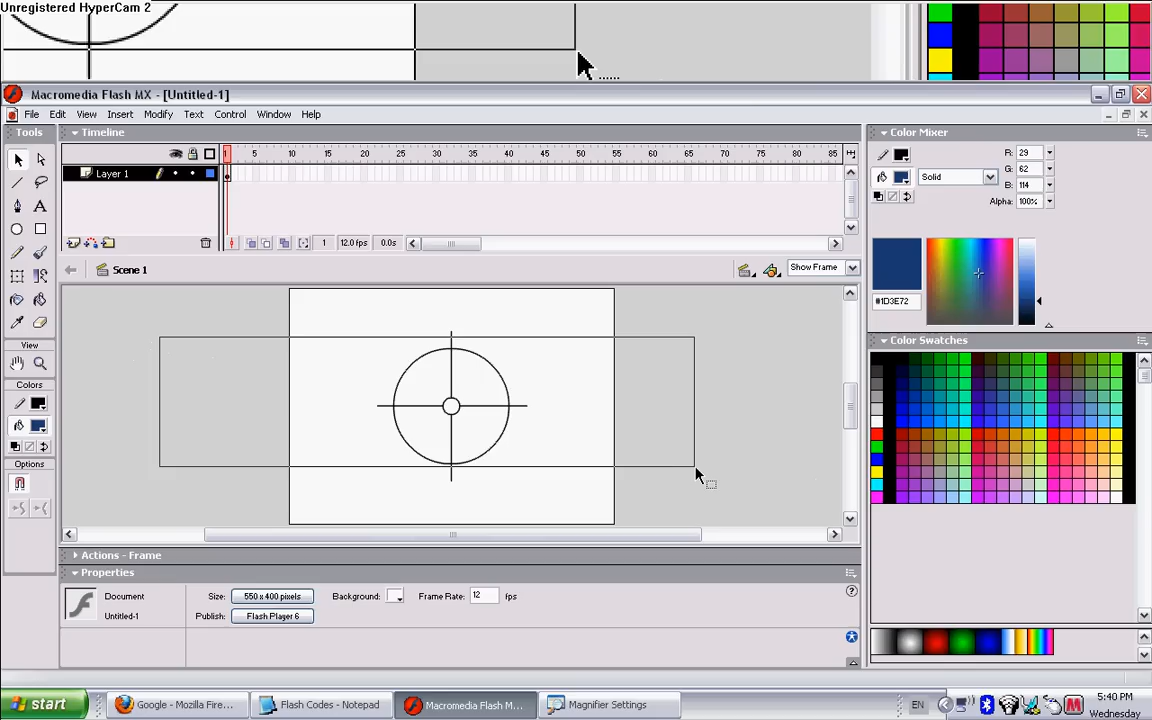 Unregistered HyperCam 2
Macromedia Flash MX - [Untitled-1]
File Edit View Insert Modify Text Control Window Help
Tools
Timeline
1 5 10 15 20 25 30 35 40 45 50 55 60 65 70 75 80 85
Layer 1
1 12.0 fps 0.0s
Scene 1
Show Frame
View
Colors
Options
Actions - Frame
Properties
Document
Untitled-1
Size: 550 x 400 pixels
Background:
Frame Rate: 12 fps
Publish: Flash Player 6
Color Mixer
Solid
R: 29
G: 62
B: 114
Alpha: 100%
#1D3E72
Color Swatches
start
Google - Mozilla Fire...
Flash Codes - Notepad
Macromedia Flash M...
Magnifier Settings
EN
5:40 PM
Wednesday